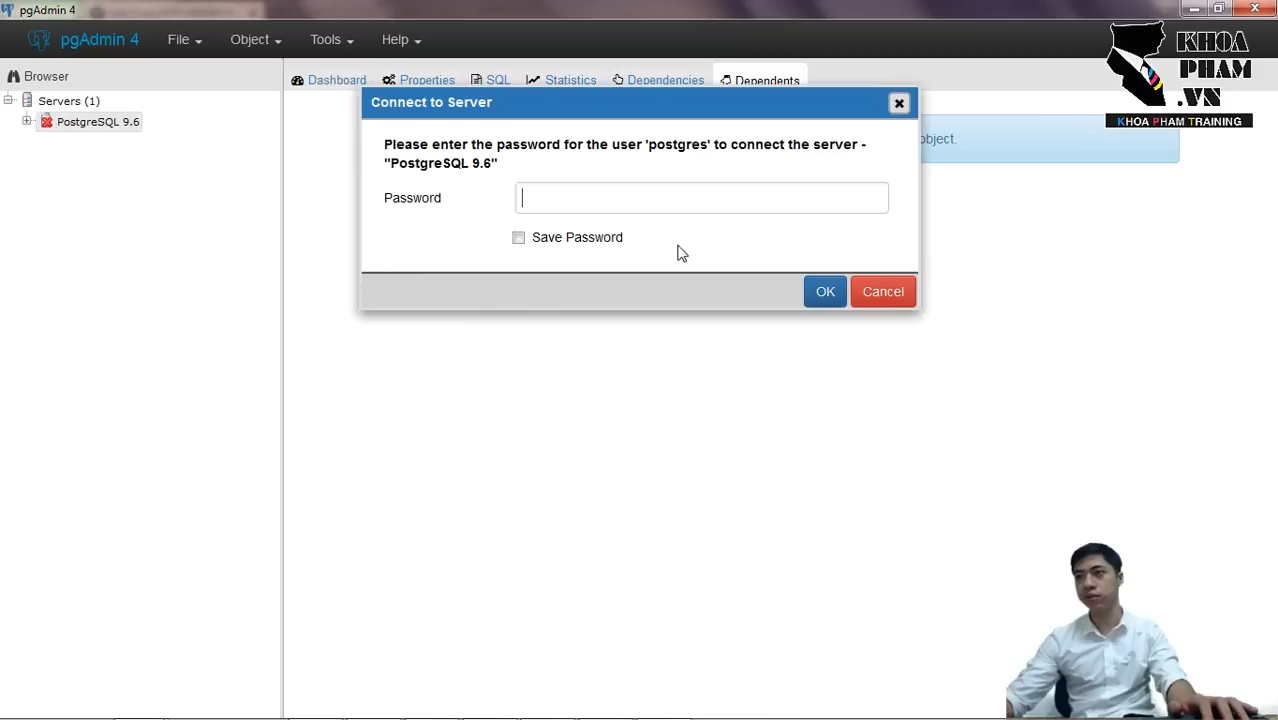 pgAdmin 4
pgAdmin 4
File
Object
Tools
Help
KHOA
PHAM
.VN
KHOA PHAM TRAINING
Browser
Dashboard
Properties
SQL
Statistics
Dependencies
Dependents
Servers (1)
PostgreSQL 9.6
Connect to Server
object.
Please enter the password for the user 'postgres' to connect the server -
"PostgreSQL 9.6"
Password
Save Password
OK
Cancel